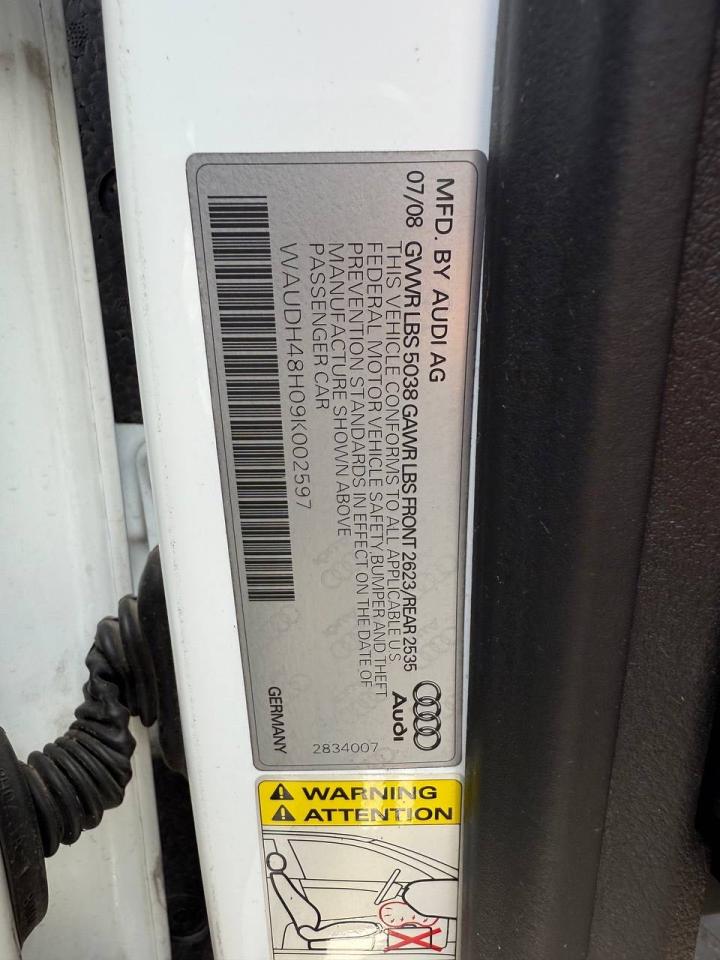 MFD. BY AUDI AG
07/08 GWWR LBS 5038 GAWR LBS FRONT 2623/REAR 2535
THIS VEHICLE CONFORMS TO ALL APPLICABLE U S
FEDERAL MOTOR VEHICLE SAFETY, BUMPER AND THEFT
PREVENTION STANDARDS IN EFFECT ON THE DATE OF
MANUFACTURE SHOWN ABOVE
PASSENGER CAR
WAUDH48H09K002597
Audi
2834007
GERMANY
WARNING
ATTENTION